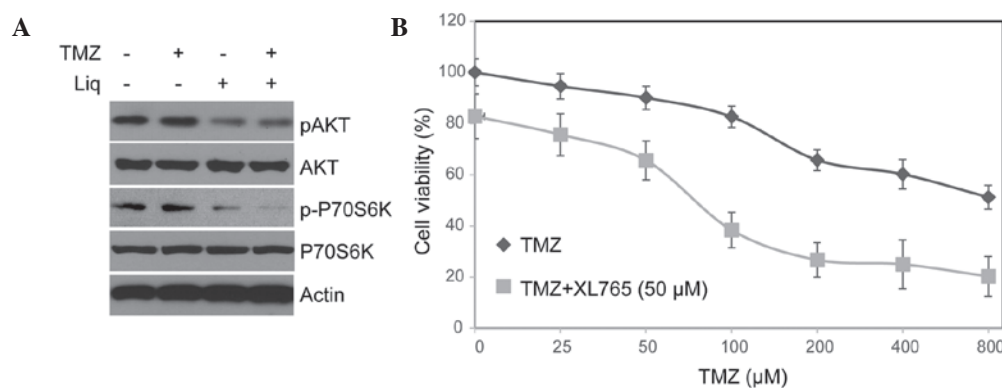 A
TMZ - + - +
Liq - - + +
pAKT
AKT
p-P70S6K
P70S6K
Actin
B
120
100
80
60
40
20
0
Cell viability (%)
TMZ
TMZ+XL765 (50 µM)
0 25 50 100 200 400 800
TMZ (µM)